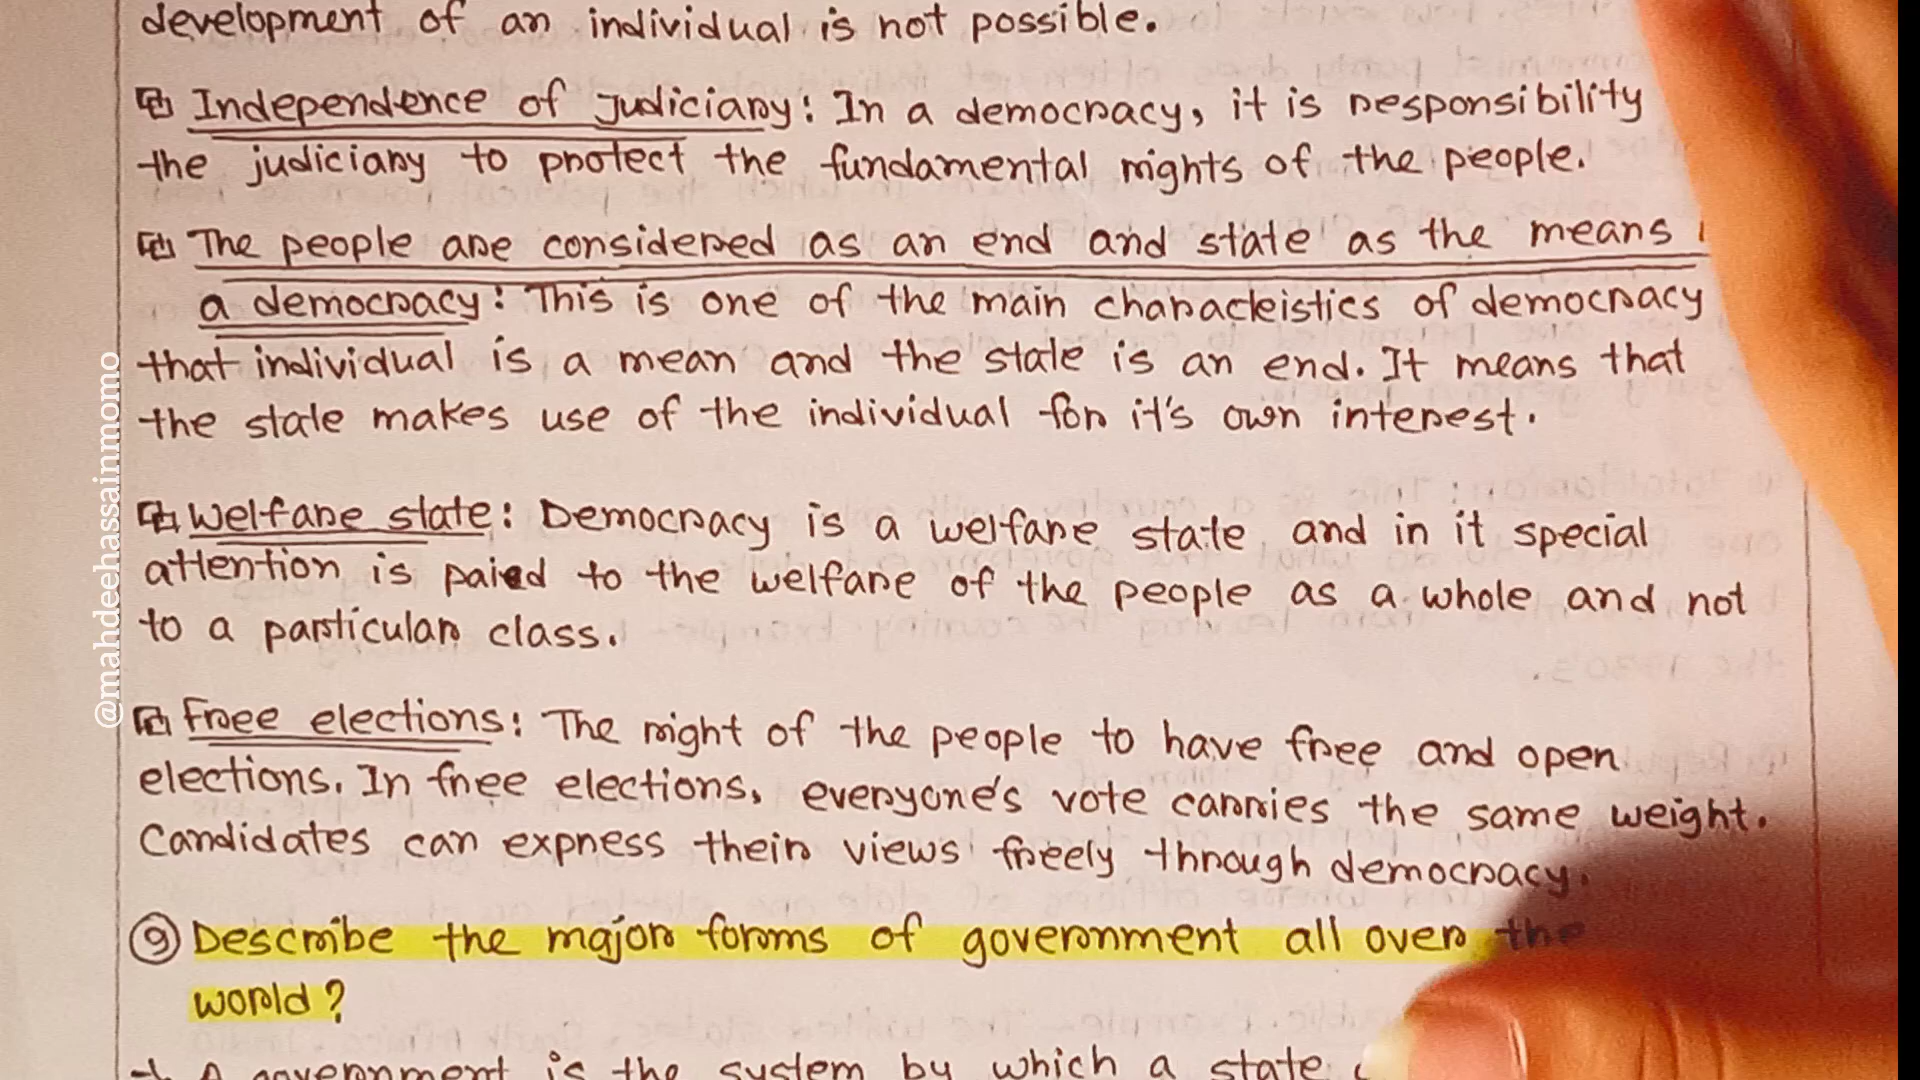 development of an individual is not possible.
Independence of judiciary: In a democracy, it is responsibility
the judiciary to protect the fundamental rights of the people.
The people are considered as an end and state as the means
a democracy: This is one of the main characteistics of democracy
that individual is a mean and the state is an end. It means that
the state makes use of the individual for it's own interest.
Welfare state: Democracy is a welfare state and in it special
attention is paied to the welfare of the people as a whole and not
to a particular class.
Free elections: The right of the people to have free and open
elections. In free elections, everyone's vote carries the same weight.
Candidates can express their views freely through democracy.
9 Describe the major forms of government all over the
world?
A government is the system by which a state
@mahdeehassainmomo